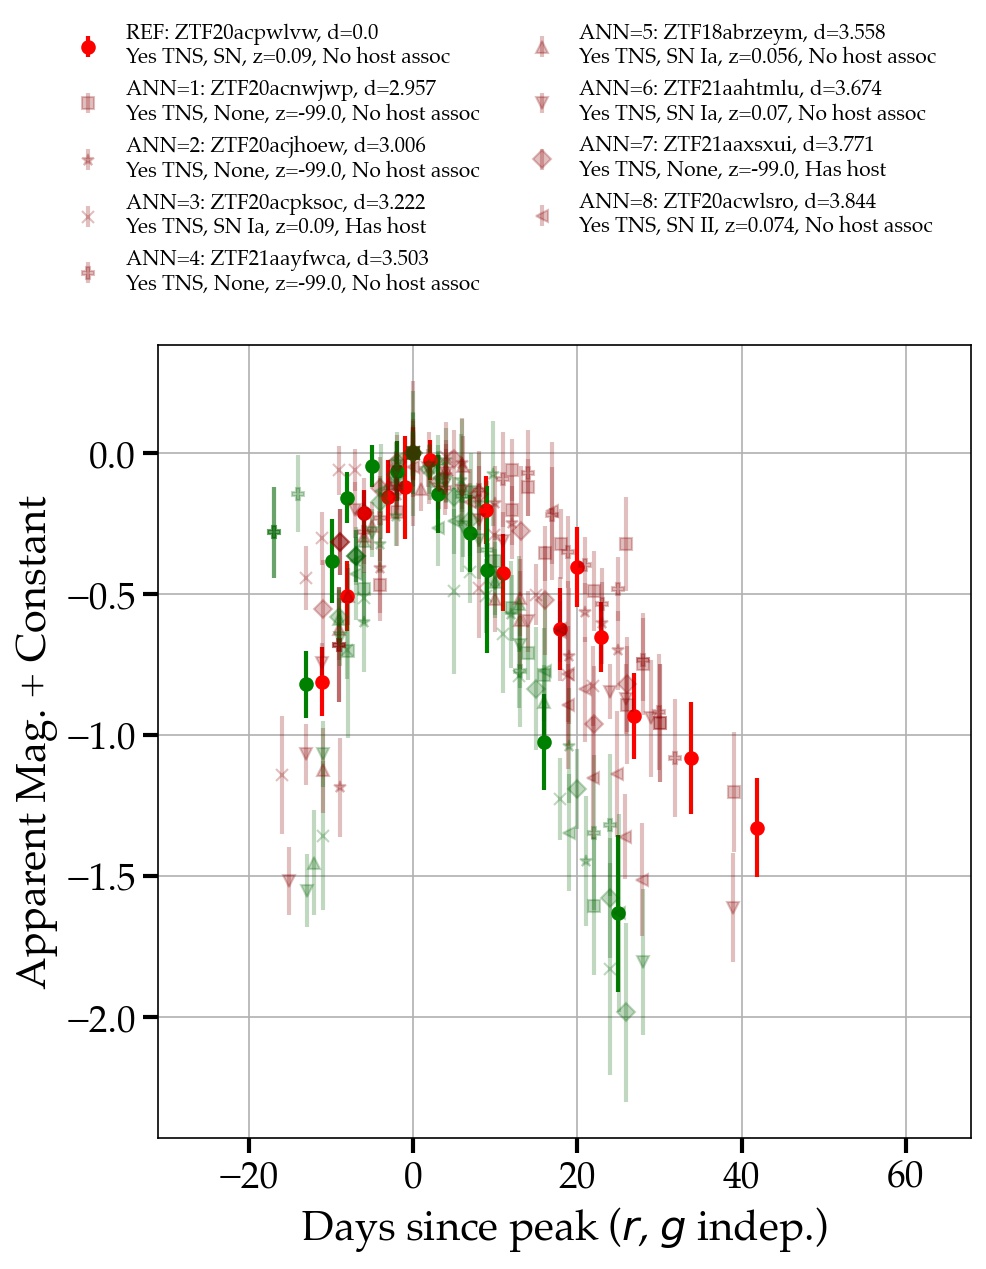 REF: ZTF20acpwlvw, d=0.0
Yes TNS, SN, z=0.09, No host assoc
ANN=1: ZTF20acnwjwp, d=2.957
Yes TNS, None, z=-99.0, No host assoc
ANN=2: ZTF20acjhoew, d=3.006
Yes TNS, None, z=-99.0, No host assoc
ANN=3: ZTF20acpksoc, d=3.222
Yes TNS, SN Ia, z=0.09, Has host
ANN=4: ZTF21aayfwca, d=3.503
Yes TNS, None, z=-99.0, No host assoc
ANN=5: ZTF18abrzeym, d=3.558
Yes TNS, SN Ia, z=0.056, No host assoc
ANN=6: ZTF21aahtmlu, d=3.674
Yes TNS, SN Ia, z=0.07, No host assoc
ANN=7: ZTF21aaxsxui, d=3.771
Yes TNS, None, z=-99.0, Has host
ANN=8: ZTF20acwlsro, d=3.844
Yes TNS, SN II, z=0.074, No host assoc
Apparent Mag. + Constant
0.0
−0.5
−1.0
−1.5
−2.0
−20
0
20
40
60
Days since peak (r, g indep.)